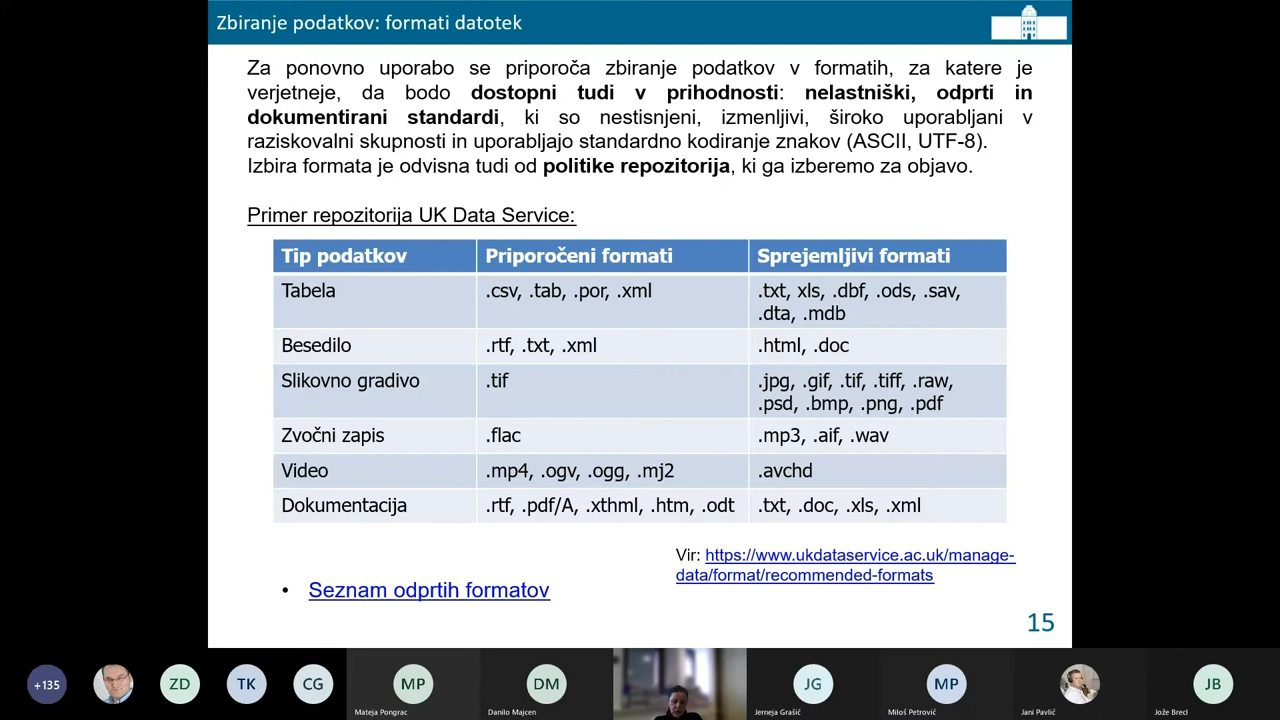 Zbiranje podatkov: formati datotek
Za ponovno uporabo se priporoča zbiranje podatkov v formatih, za katere je
verjetneje, da bodo dostopni tudi v prihodnosti: nelastniški, odprti in
dokumentirani standardi, ki so nestisnjeni, izmenljivi, široko uporabljani v
raziskovalni skupnosti in uporabljajo standardno kodiranje znakov (ASCII, UTF-8).
Izbira formata je odvisna tudi od politike repozitorija, ki ga izberemo za objavo.
Primer repozitorija UK Data Service:
Tip podatkov Priporočeni formati Sprejemljivi formati
Tabela .csv, .tab, .por, .xml .txt, xls, .dbf, .ods, .sav,
.dta, .mdb
Besedilo .rtf, .txt, .xml .html, .doc
Slikovno gradivo .tif .jpg, .gif, .tif, .tiff, .raw,
.psd, .bmp, .png, .pdf
Zvočni zapis .flac .mp3, .aif, .wav
Video .mp4, .ogv, .ogg, .mj2 .avchd
Dokumentacija .rtf, .pdf/A, .xthml, .htm, .odt .txt, .doc, .xls, .xml
Vir: https://www.ukdataservice.ac.uk/manage-
data/format/recommended-formats
• Seznam odprtih formatov
15
+135 ZD TK CG MP DM JG MP JB
Mateja Pongrac Danilo Majcen Jerneja Grašič Miloš Petrović Jani Pavlič Jože Brecl